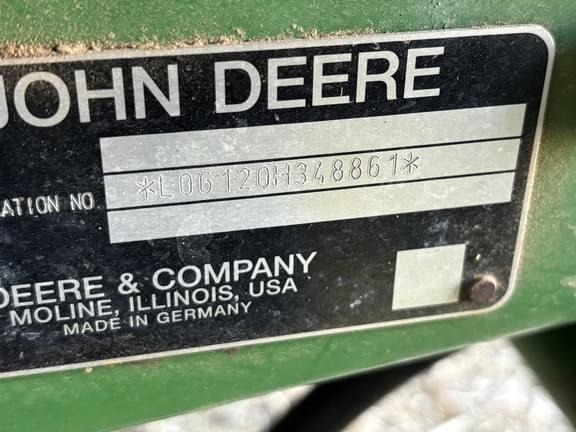 JOHN DEERE
*L06120H348861*
ATION NO.
DEERE & COMPANY
MOLINE, ILLINOIS, USA
MADE IN GERMANY